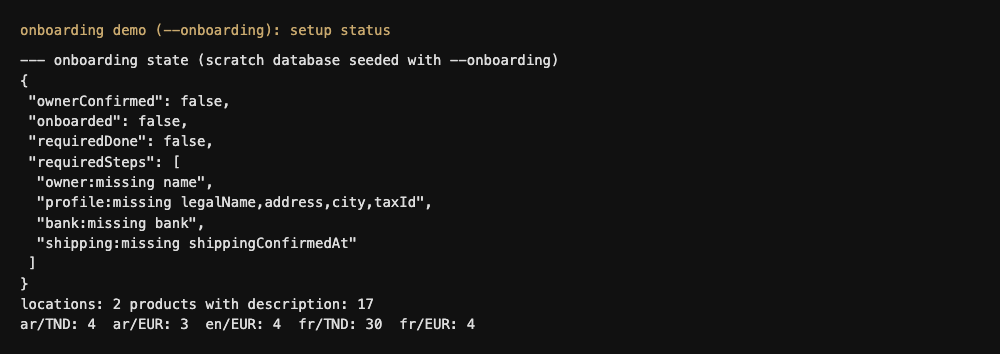 onboarding demo (--onboarding): setup status
--- onboarding state (scratch database seeded with --onboarding)
{
"ownerConfirmed": false,
"onboarded": false,
"requiredDone": false,
"requiredSteps": [
"owner:missing name",
"profile:missing legalName,address,city,taxId",
"bank:missing bank",
"shipping:missing shippingConfirmedAt"
]
}
locations: 2 products with description: 17
ar/TND: 4  ar/EUR: 3  en/EUR: 4  fr/TND: 30  fr/EUR: 4